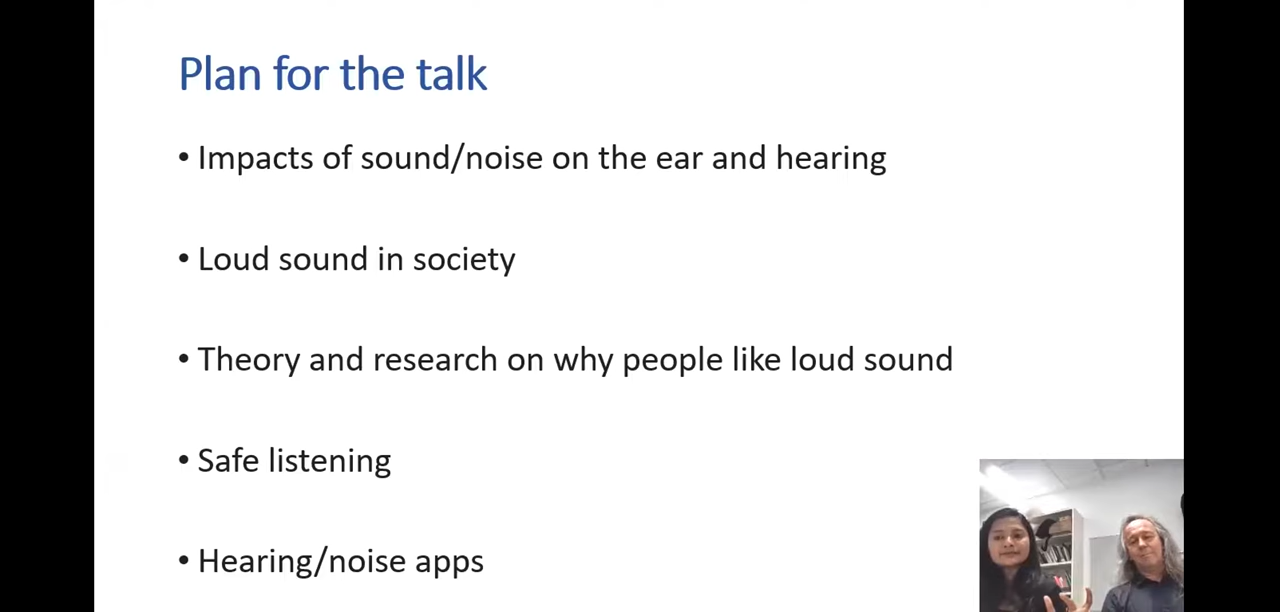 Plan for the talk
• Impacts of sound/noise on the ear and hearing
• Loud sound in society
• Theory and research on why people like loud sound
• Safe listening
• Hearing/noise apps